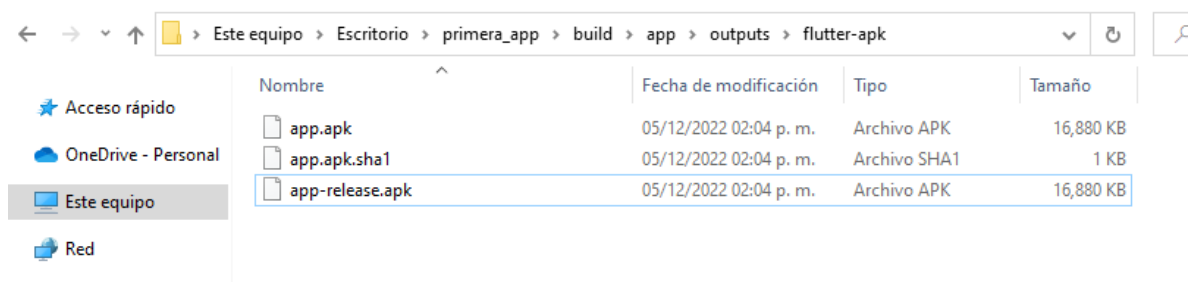 Este equipo > Escritorio > primera_app > build > app > outputs > flutter-apk
Acceso rápido
OneDrive - Personal
Este equipo
Red
Nombre Fecha de modificación Tipo Tamaño
app.apk 05/12/2022 02:04 p. m. Archivo APK 16,880 KB
app.apk.sha1 05/12/2022 02:04 p. m. Archivo SHA1 1 KB
app-release.apk 05/12/2022 02:04 p. m. Archivo APK 16,880 KB